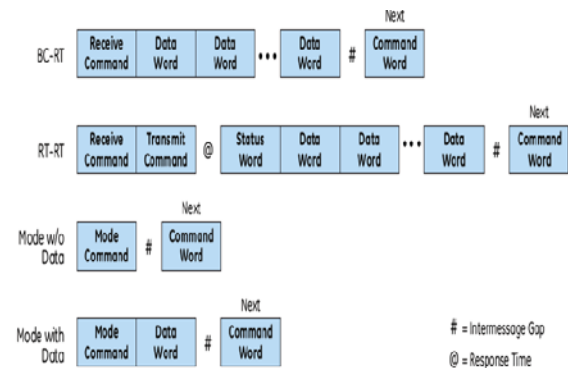 Next
BC-RT Receive Data Data ••• Data # Command
Command Word Word Word Word
Next
RT-RT Receive Transmit @ Status Data Data ••• Data # Command
Command Command Word Word Word Word Word
Next
Mode w/o Mode # Command
Data Command Word
Next
Mode with Mode Data # Command
Data Command Word Word
# = Intermessage Gap
@ = Response Time